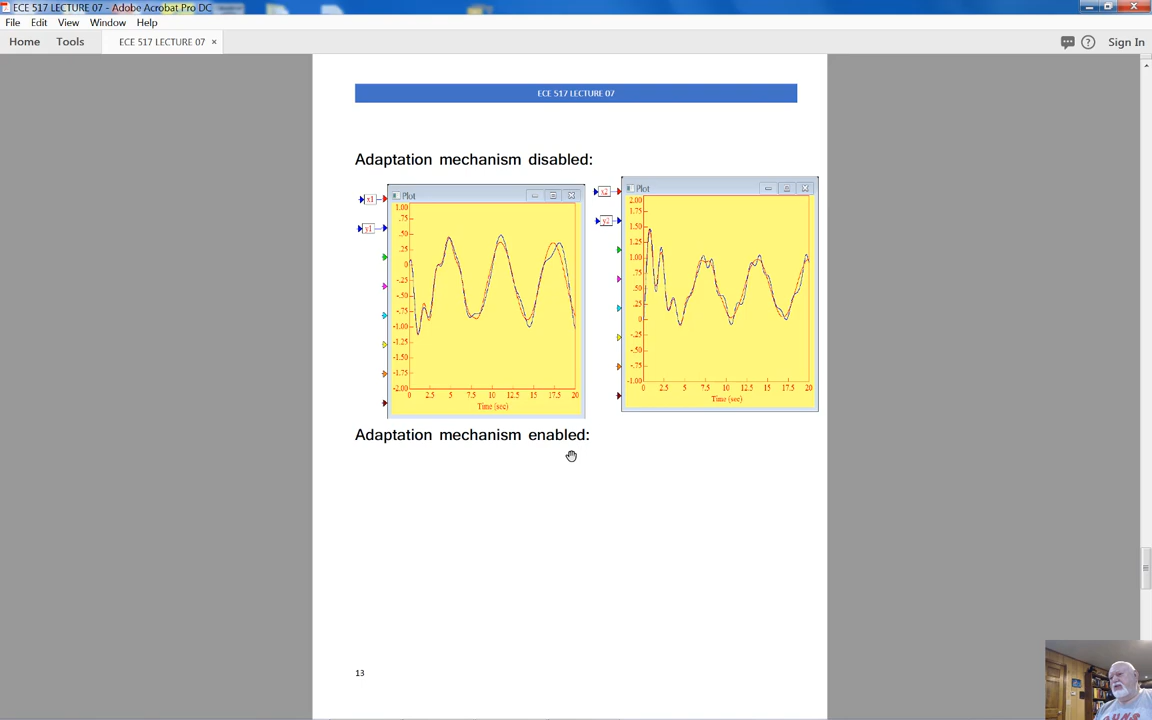 ECE 517 LECTURE 07 - Adobe Acrobat Pro DC
File Edit View Window Help
Home Tools ECE 517 LECTURE 07 × Sign In
ECE 517 LECTURE 07
Adaptation mechanism disabled:
x1
y1
Plot
1.00
.75
.50
.25
0
-.25
-.50
-.75
-1.00
-1.25
-1.50
-1.75
-2.00
0 2.5 5 7.5 10 12.5 15 17.5 20
Time (sec)
x2
y2
Plot
2.00
1.75
1.50
1.25
1.00
.75
.50
.25
0
-.25
-.50
-.75
-1.00
0 2.5 5 7.5 10 12.5 15 17.5 20
Time (sec)
Adaptation mechanism enabled:
13